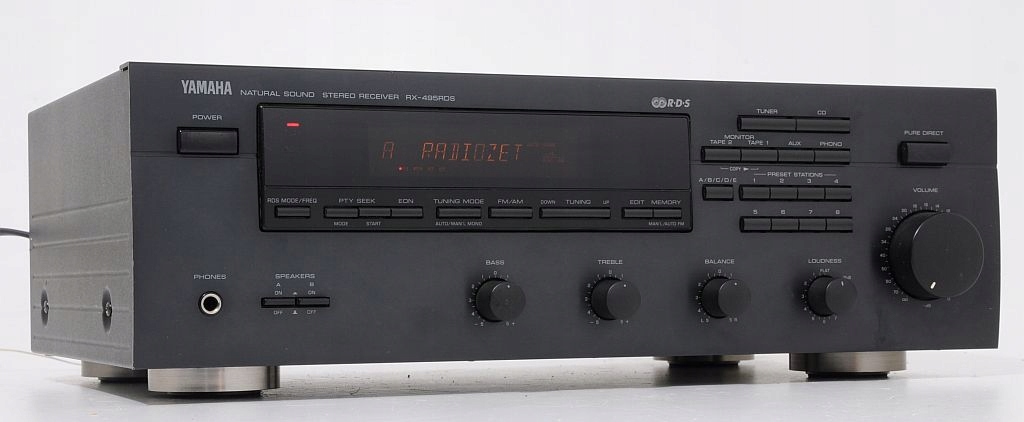 YAMAHA NATURAL SOUND STEREO RECEIVER RX-495RDS
R·D·S
POWER
A RADIOZET
TUNER CD
MONITOR
TAPE 2 TAPE 1 AUX PHONO
COPY
PURE DIRECT
A/B/C/D/E
PRESET STATIONS
1 2 3 4
5 6 7 8
RDS MODE/FREQ PTY SEEK EON TUNING MODE FM/AM DOWN TUNING UP EDIT MEMORY
MODE START AUTO/MAN'L MONO MAN'L/AUTO FM
VOLUME
PHONES
SPEAKERS
A B
ON ON
OFF OFF
BASS
TREBLE
BALANCE
LOUDNESS
FLAT